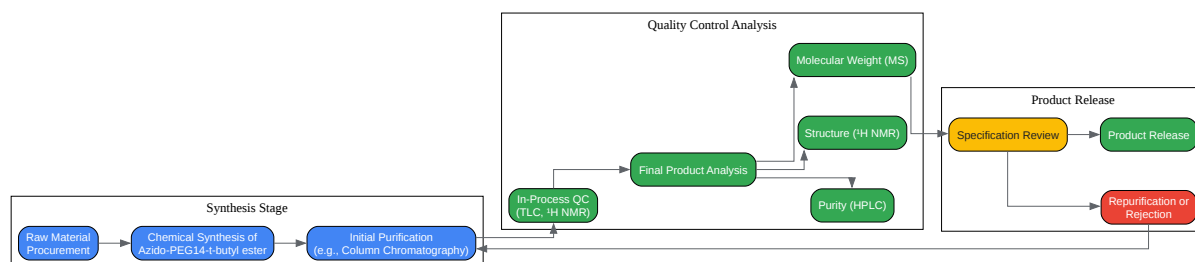 Quality Control Analysis
Molecular Weight (MS)
Structure (¹H NMR)
Final Product Analysis
Purity (HPLC)
In-Process QC
(TLC, ¹H NMR)
Product Release
Specification Review
Product Release
Repurification or
Rejection
Synthesis Stage
Raw Material
Procurement
Chemical Synthesis of
Azido-PEG14-t-butyl ester
Initial Purification
(e.g., Column Chromatography)